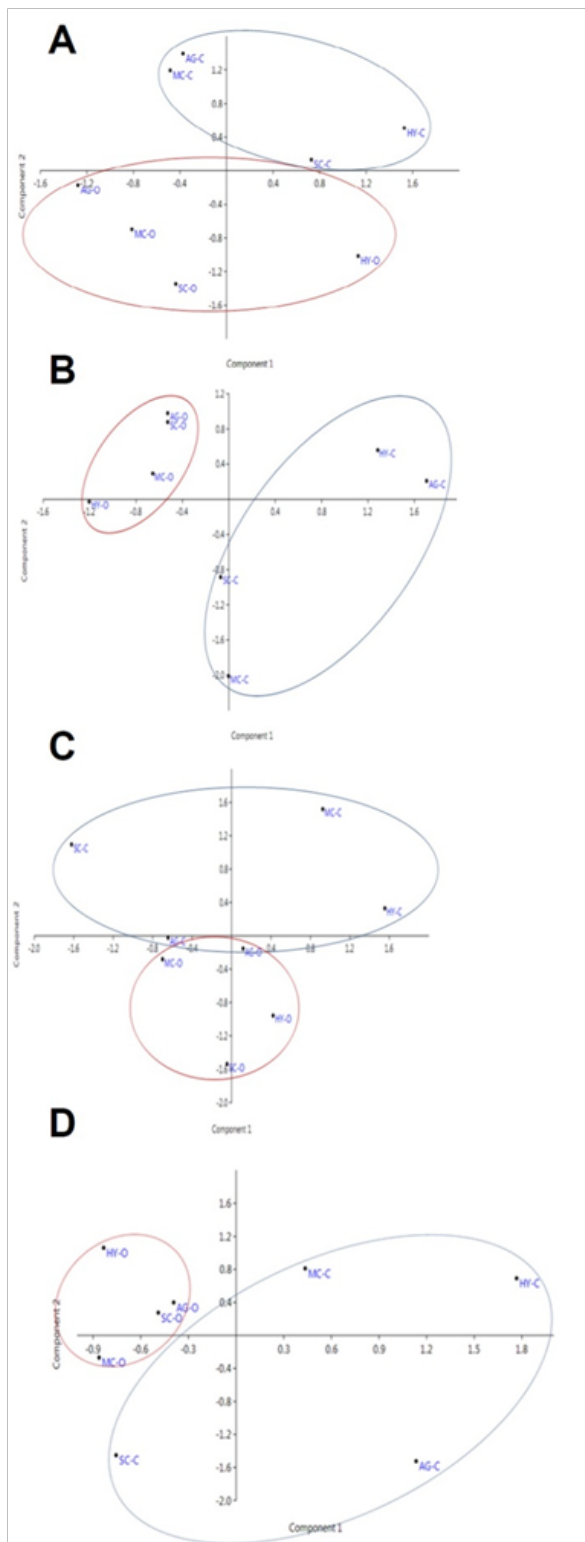 A
AG-C
1.2
MC-C
0.8
HY-C
0.4
SC-C
Component 2
-1.6 -1.2 -0.8 -0.4 0.4 0.8 1.2 1.6
AG-O
-0.4
MC-O
-0.8
HY-O
-1.2
SC-O
-1.6
Component 1
B
1.2
AG-O
SC-O
0.8
HY-C
0.4
MC-O
AG-C
HY-O
-1.2 -0.8 -0.4 0.4 0.8 1.2 1.6
Component 2
-0.4
-0.8
SC-C
-1.2
-1.6
-2.0
MC-C
Component 1
C
1.6
MC-C
1.2
SC-C
0.8
0.4
HY-C
Component 2
-2.0 -1.6 -1.2 -0.8 -0.4 0.4 0.8 1.2 1.6
AG-C
AG-O
MC-O
-0.4
-0.8
HY-O
-1.2
SC-O
-1.6
-2.0
Component 1
D
1.6
1.2
HY-O
MC-C
0.8
HY-C
AG-O
0.4
SC-O
Component 2
-0.9 -0.6 -0.3 0.3 0.6 0.9 1.2 1.5 1.8
MC-O
-0.4
-0.8
-1.2
SC-C
AG-C
-1.6
-2.0
Component 1